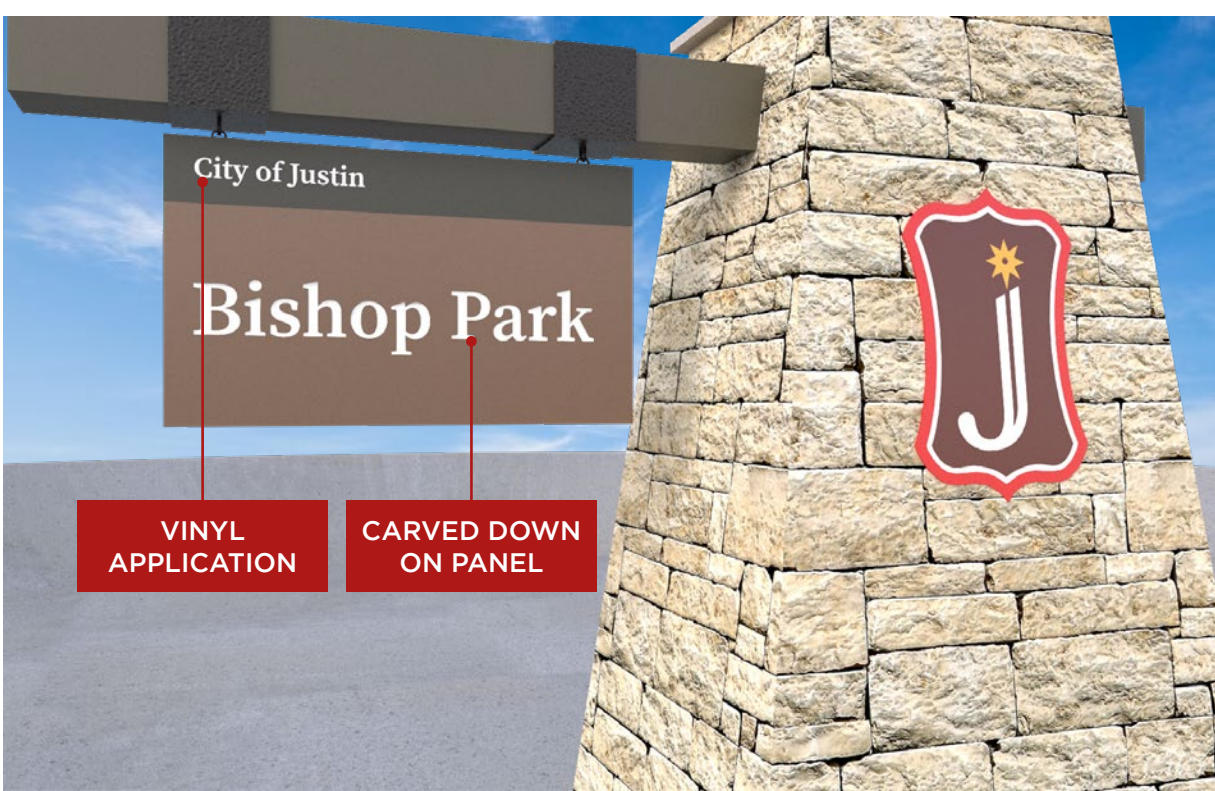 City of Justin
Bishop Park
J
VINYL
APPLICATION
CARVED DOWN
ON PANEL